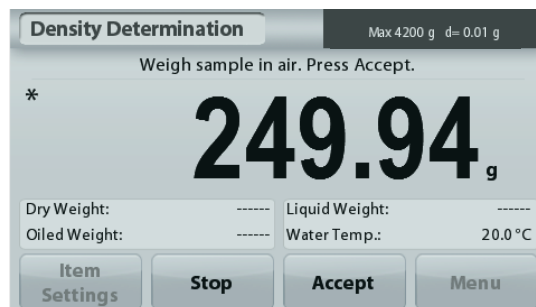 Density Determination
Max 4200 g d= 0.01 g
Weigh sample in air. Press Accept.
*
249.94 g
Dry Weight: ------ Liquid Weight: ------
Oiled Weight: ------ Water Temp.: 20.0 °C
Item Settings Stop Accept Menu